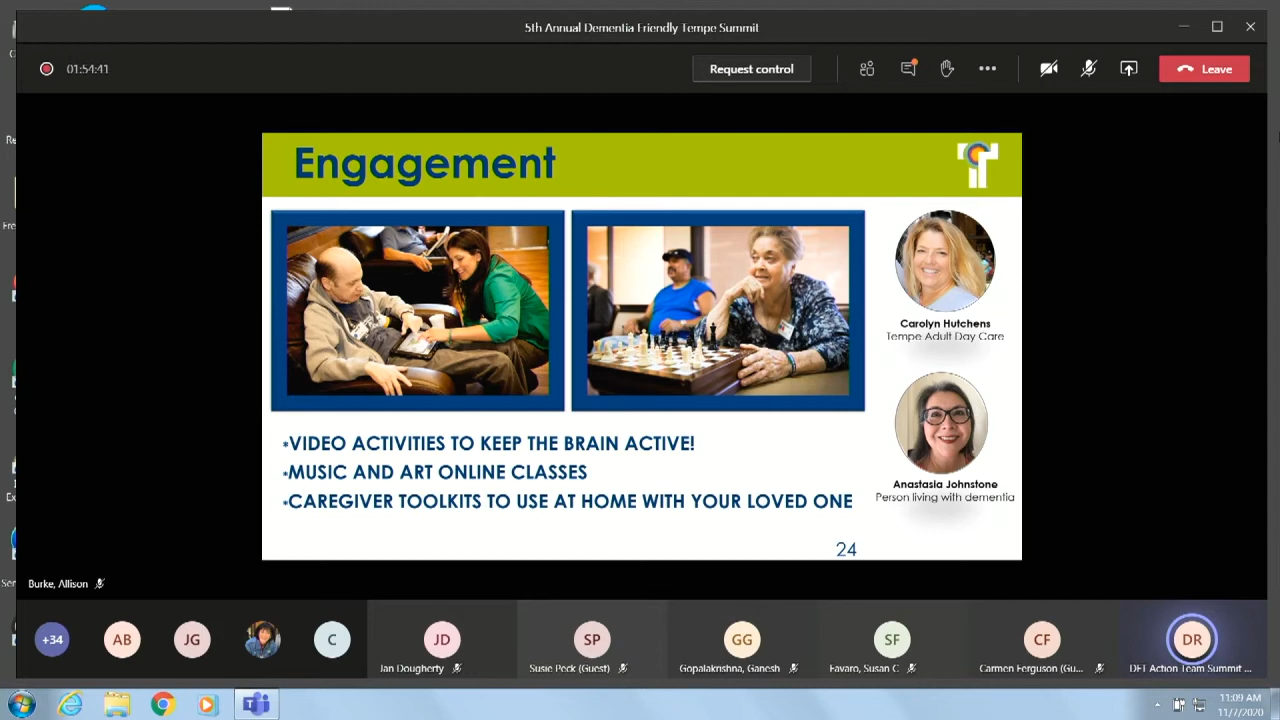 5th Annual Dementia Friendly Tempe Summit
01:54:41
Request control
Leave
Engagement
Carolyn Hutchens
Tempe Adult Day Care
Anastasia Johnstone
Person living with dementia
*VIDEO ACTIVITIES TO KEEP THE BRAIN ACTIVE!
*MUSIC AND ART ONLINE CLASSES
*CAREGIVER TOOLKITS TO USE AT HOME WITH YOUR LOVED ONE
24
Burke, Allison
+34
AB
JG
C
JD
SP
GG
SF
CF
DR
Jan Dougherty
Susie Peck (Guest)
Gopalakrishna, Ganesh
Favaro, Susan C
Carmen Ferguson (Gu...
DFT Action Team Summit ...
11:09 AM
11/7/2020